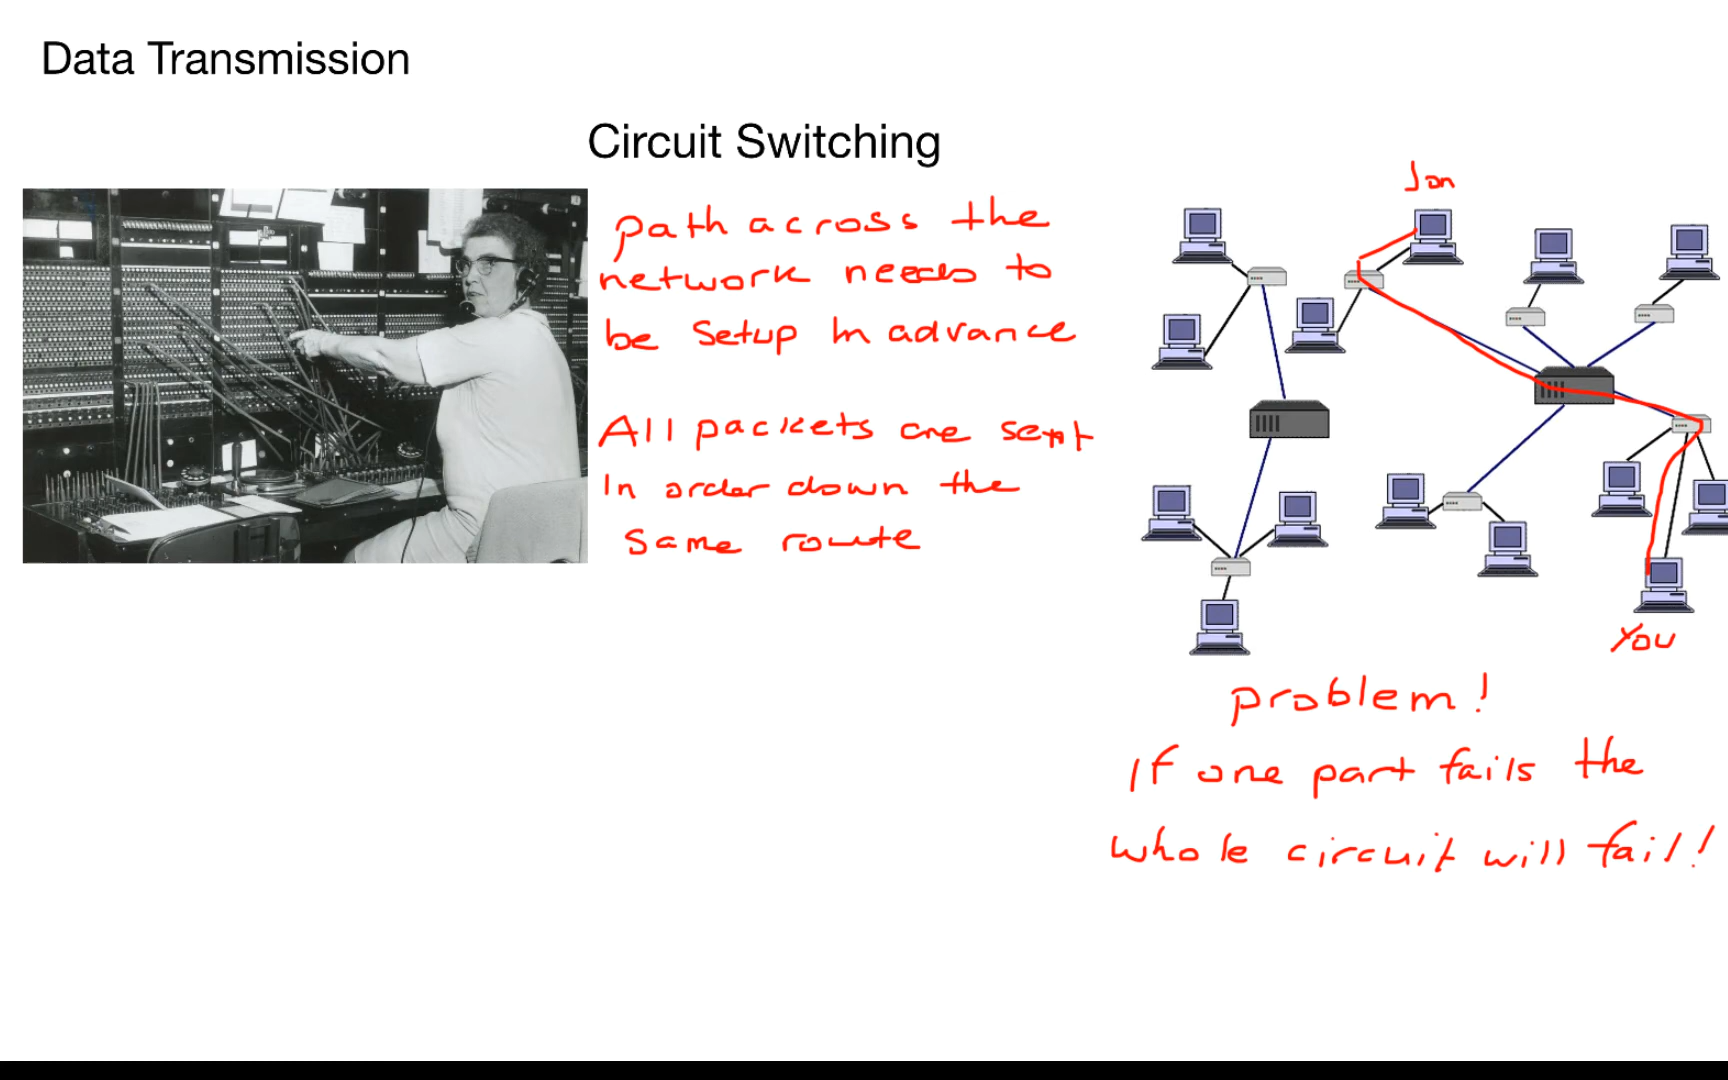 Data Transmission
Circuit Switching
path across the
network needs to
be setup in advance
All packets are sent
in order down the
same route
Jon
You
problem!
If one part fails the
whole circuit will fail!